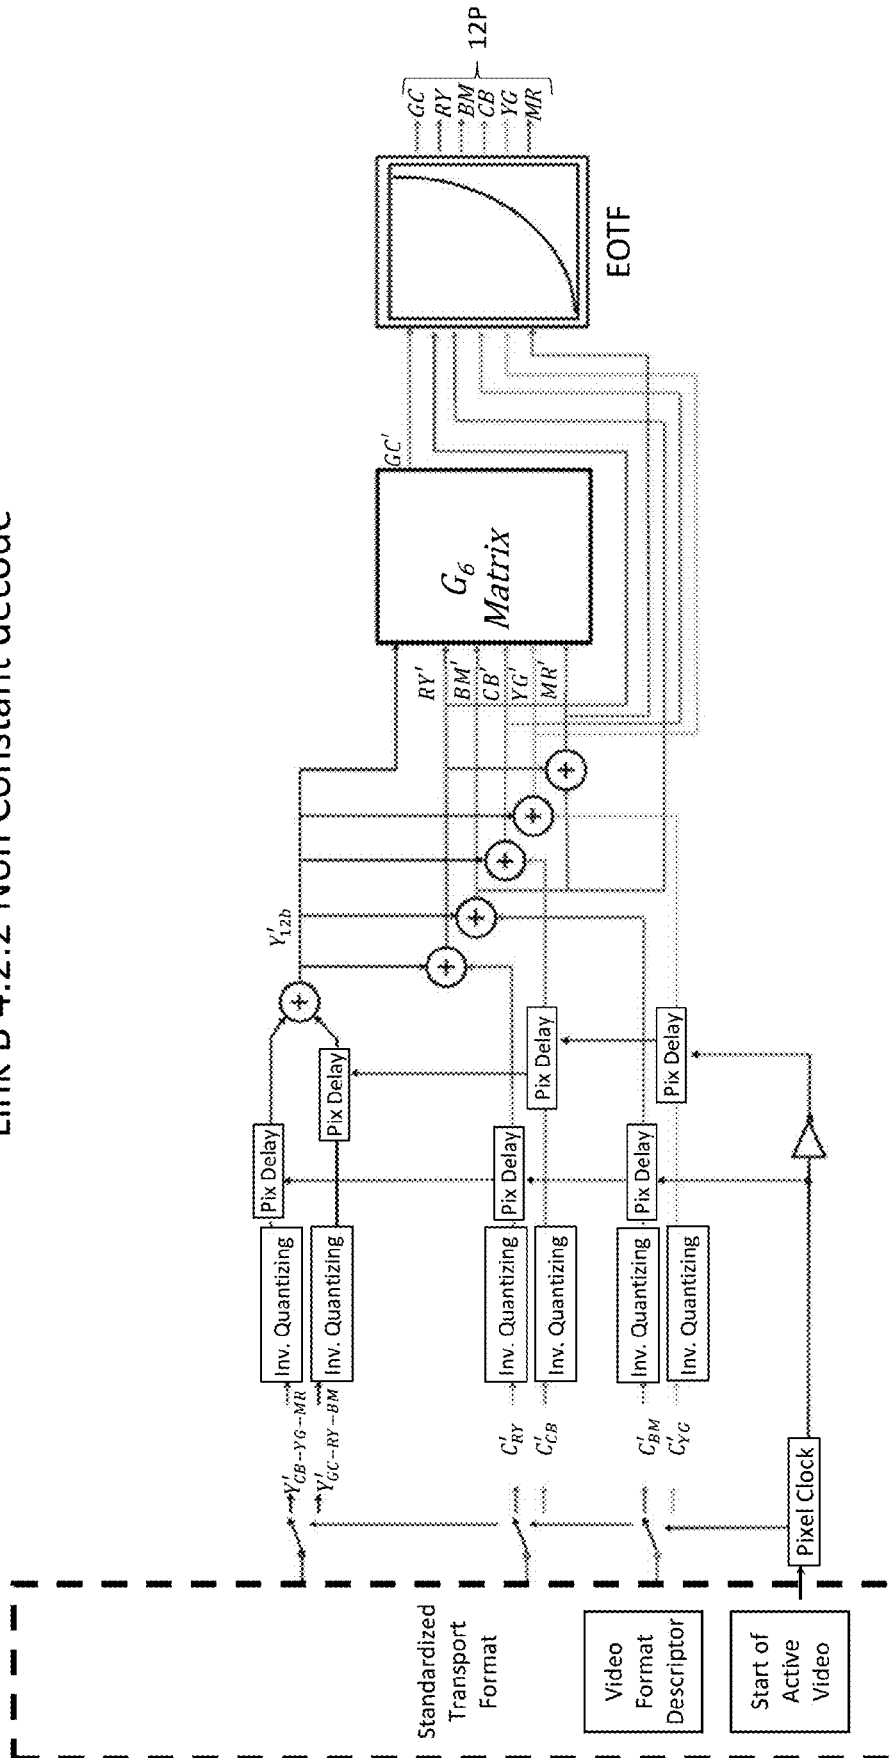 Link B 4:2:2 Non Constant decode
Standardized
Transport
Format
Video
Format
Descriptor
Start of
Active
Video
Pixel Clock
Y'CB−YG−MR
Y'GC−RY−BM
C'RY
C'CB
C'BM
C'YG
Inv. Quantizing
Inv. Quantizing
Inv. Quantizing
Inv. Quantizing
Inv. Quantizing
Inv. Quantizing
Pix Delay
Pix Delay
Pix Delay
Pix Delay
Pix Delay
Pix Delay
+
+
+
+
+
+
Y'12b
RY'
BM'
CB'
YG'
MR'
G6
Matrix
GC'
EOTF
GC
RY
BM
CB
YG
MR
12P